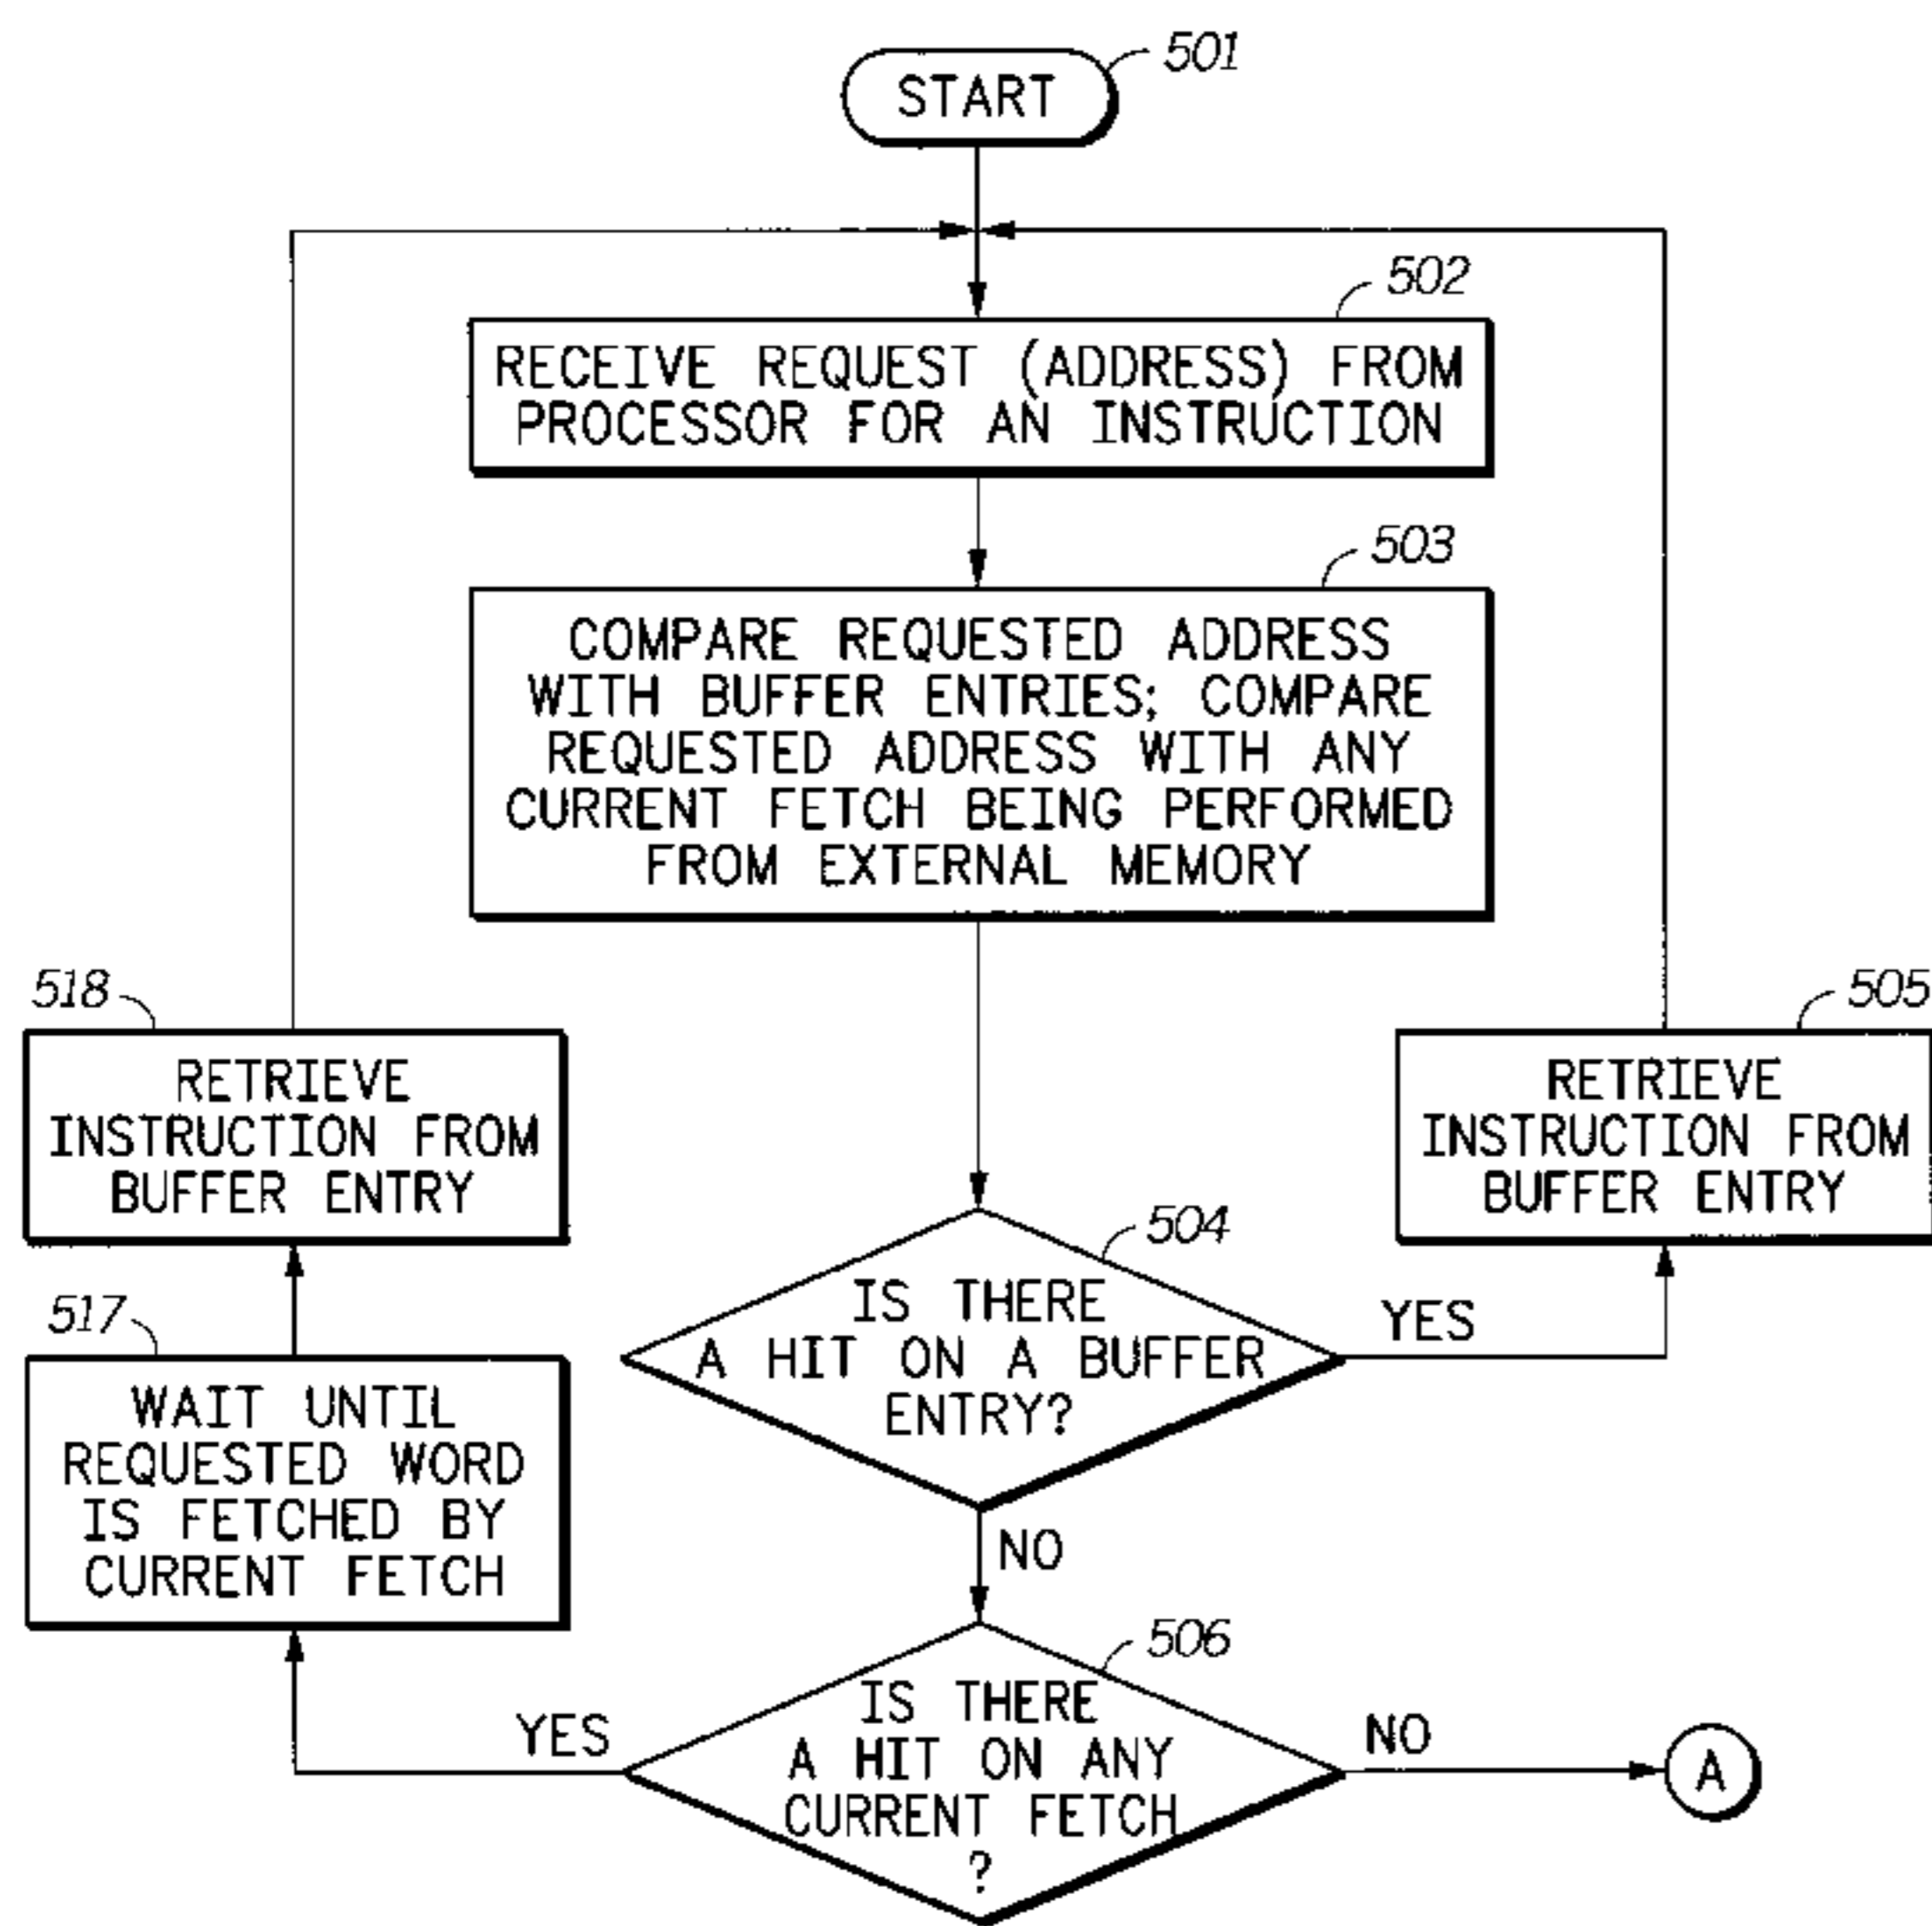 501
START
502
RECEIVE REQUEST (ADDRESS) FROM
PROCESSOR FOR AN INSTRUCTION
503
COMPARE REQUESTED ADDRESS
WITH BUFFER ENTRIES; COMPARE
REQUESTED ADDRESS WITH ANY
CURRENT FETCH BEING PERFORMED
FROM EXTERNAL MEMORY
518
RETRIEVE
INSTRUCTION FROM
BUFFER ENTRY
505
RETRIEVE
INSTRUCTION FROM
BUFFER ENTRY
504
IS THERE
A HIT ON A BUFFER
ENTRY?
YES
NO
517
WAIT UNTIL
REQUESTED WORD
IS FETCHED BY
CURRENT FETCH
506
IS THERE
A HIT ON ANY
CURRENT FETCH
?
YES
NO
A